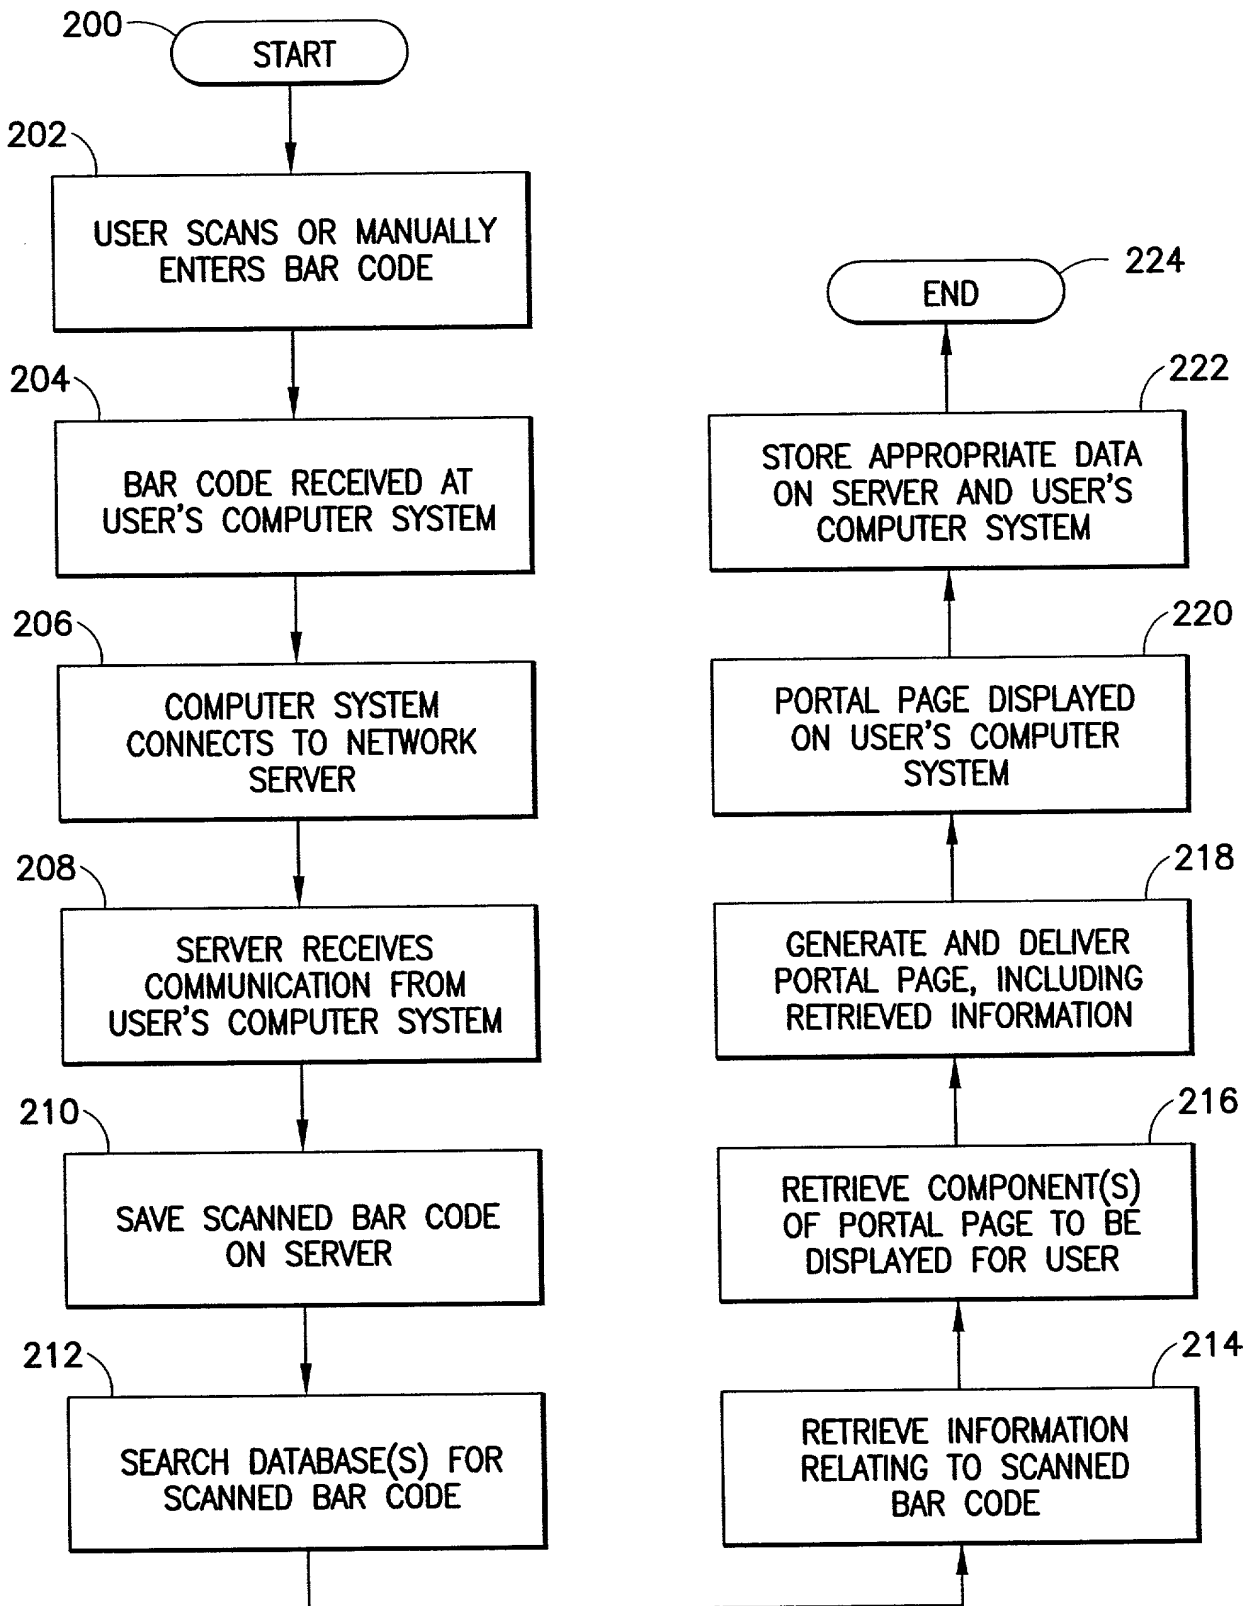 200
START
202
USER SCANS OR MANUALLY
ENTERS BAR CODE
204
BAR CODE RECEIVED AT
USER'S COMPUTER SYSTEM
206
COMPUTER SYSTEM
CONNECTS TO NETWORK
SERVER
208
SERVER RECEIVES
COMMUNICATION FROM
USER'S COMPUTER SYSTEM
210
SAVE SCANNED BAR CODE
ON SERVER
212
SEARCH DATABASE(S) FOR
SCANNED BAR CODE
214
RETRIEVE INFORMATION
RELATING TO SCANNED
BAR CODE
216
RETRIEVE COMPONENT(S)
OF PORTAL PAGE TO BE
DISPLAYED FOR USER
218
GENERATE AND DELIVER
PORTAL PAGE, INCLUDING
RETRIEVED INFORMATION
220
PORTAL PAGE DISPLAYED
ON USER'S COMPUTER
SYSTEM
222
STORE APPROPRIATE DATA
ON SERVER AND USER'S
COMPUTER SYSTEM
224
END